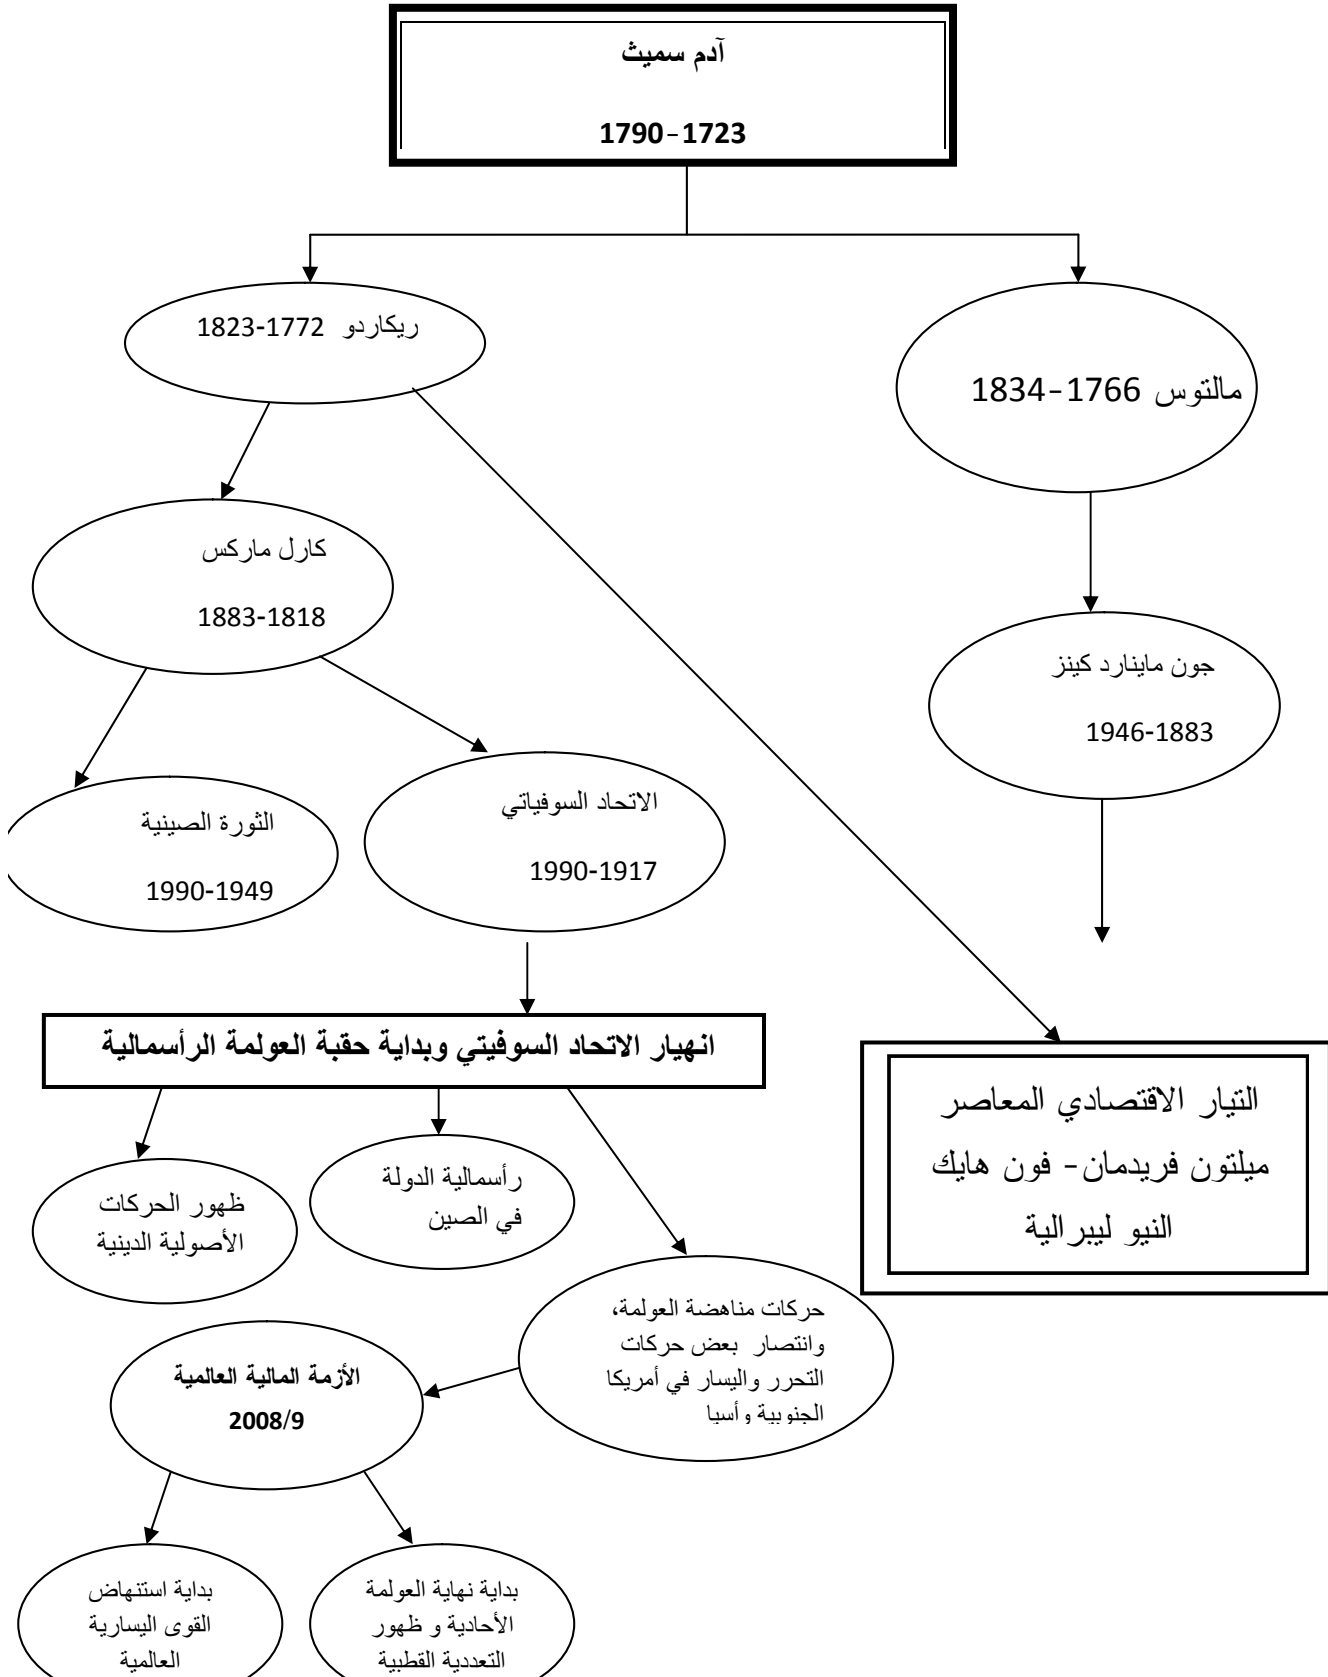 آدم سميث
1790-1723
ريكاردو 1823-1772
مالتوس 1766-1834
كارل ماركس
1883-1818
جون ماينارد كينز
1946-1883
الاتحاد السوفياتي
1990-1917
الثورة الصينية
1990-1949
انهيار الاتحاد السوفيتي وبداية حقبة العولمة الرأسمالية
التيار الاقتصادي المعاصر
ميلتون فريدمان- فون هايك
النيو ليبرالية
رأسمالية الدولة
في الصين
ظهور الحركات
الأصولية الدينية
حركات مناهضة العولمة،
وانتصار بعض حركات
التحرر واليسار في أمريكا
الجنوبية وأسيا
الأزمة المالية العالمية
2008/9
بداية نهاية العولمة
الأحادية و ظهور
التعددية القطبية
بداية استنهاض
القوى اليسارية
العالمية